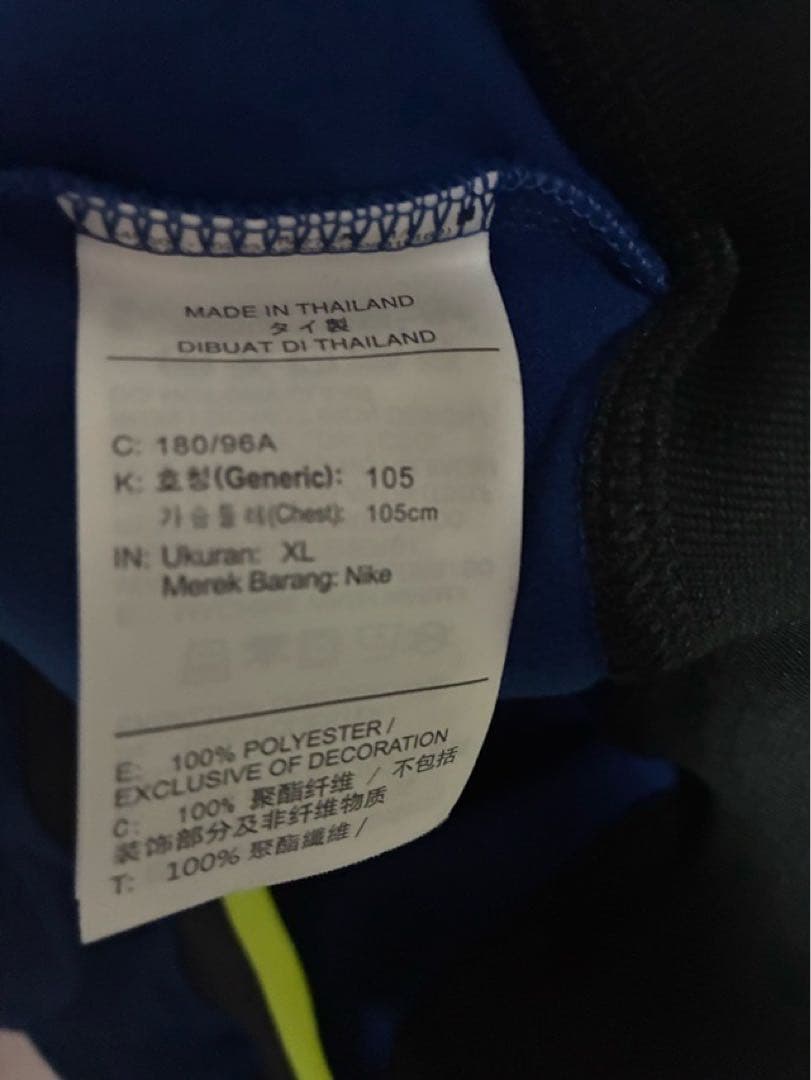 MADE IN THAILAND
タイ製
DIBUAT DI THAILAND
C: 180/96A
K: 호칭(Generic): 105
가슴둘레(Chest): 105cm
IN: Ukuran: XL
Merek Barang: Nike
E: 100% POLYESTER /
EXCLUSIVE OF DECORATION
C: 100% 聚酯纤维 / 不包括
装饰部分及非纤维物质
T: 100% 聚酯纖維 /